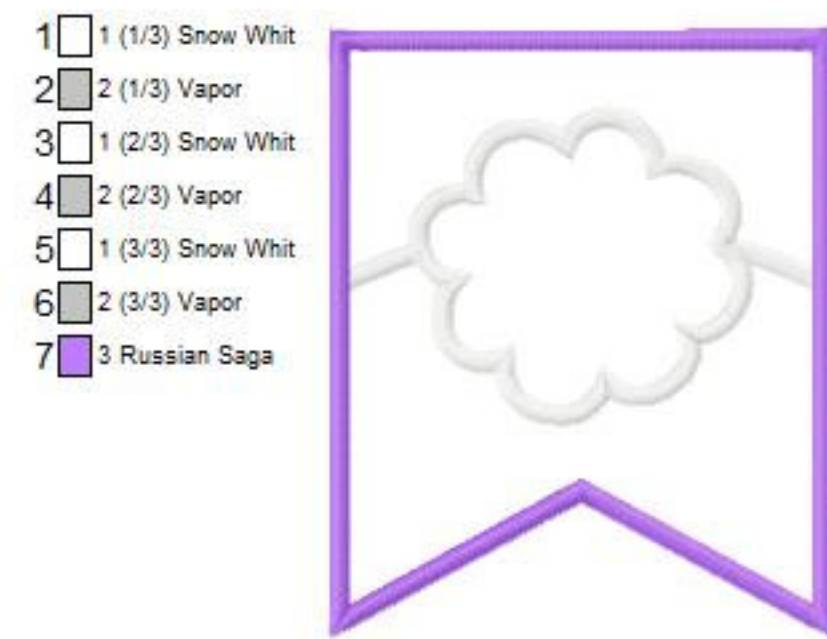 1 1 (1/3) Snow Whit
2 2 (1/3) Vapor
3 1 (2/3) Snow Whit
4 2 (2/3) Vapor
5 1 (3/3) Snow Whit
6 2 (3/3) Vapor
7 3 Russian Saga